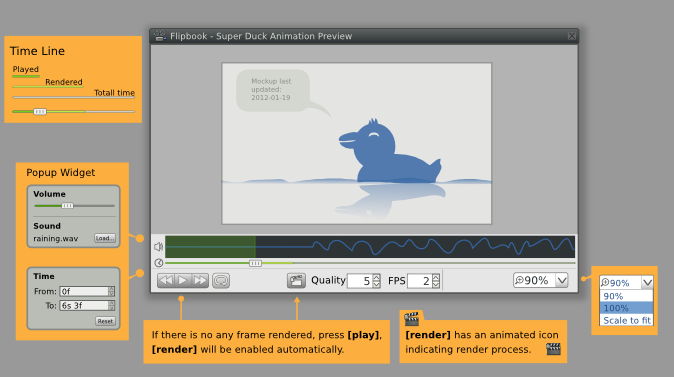 Flipbook - Super Duck Animation Preview
Time Line
Played
Rendered
Totall time
Mockup last
updated:
2012-01-19
Popup Widget
Volume
Sound
raining.wav Load...
Time
From: 0f
To: 6s 3f
Reset
Quality 5 FPS 2 90%
90%
90%
100%
Scale to fit
If there is no any frame rendered, press [play],
[render] will be enabled automatically.
[render] has an animated icon
indicating render process.